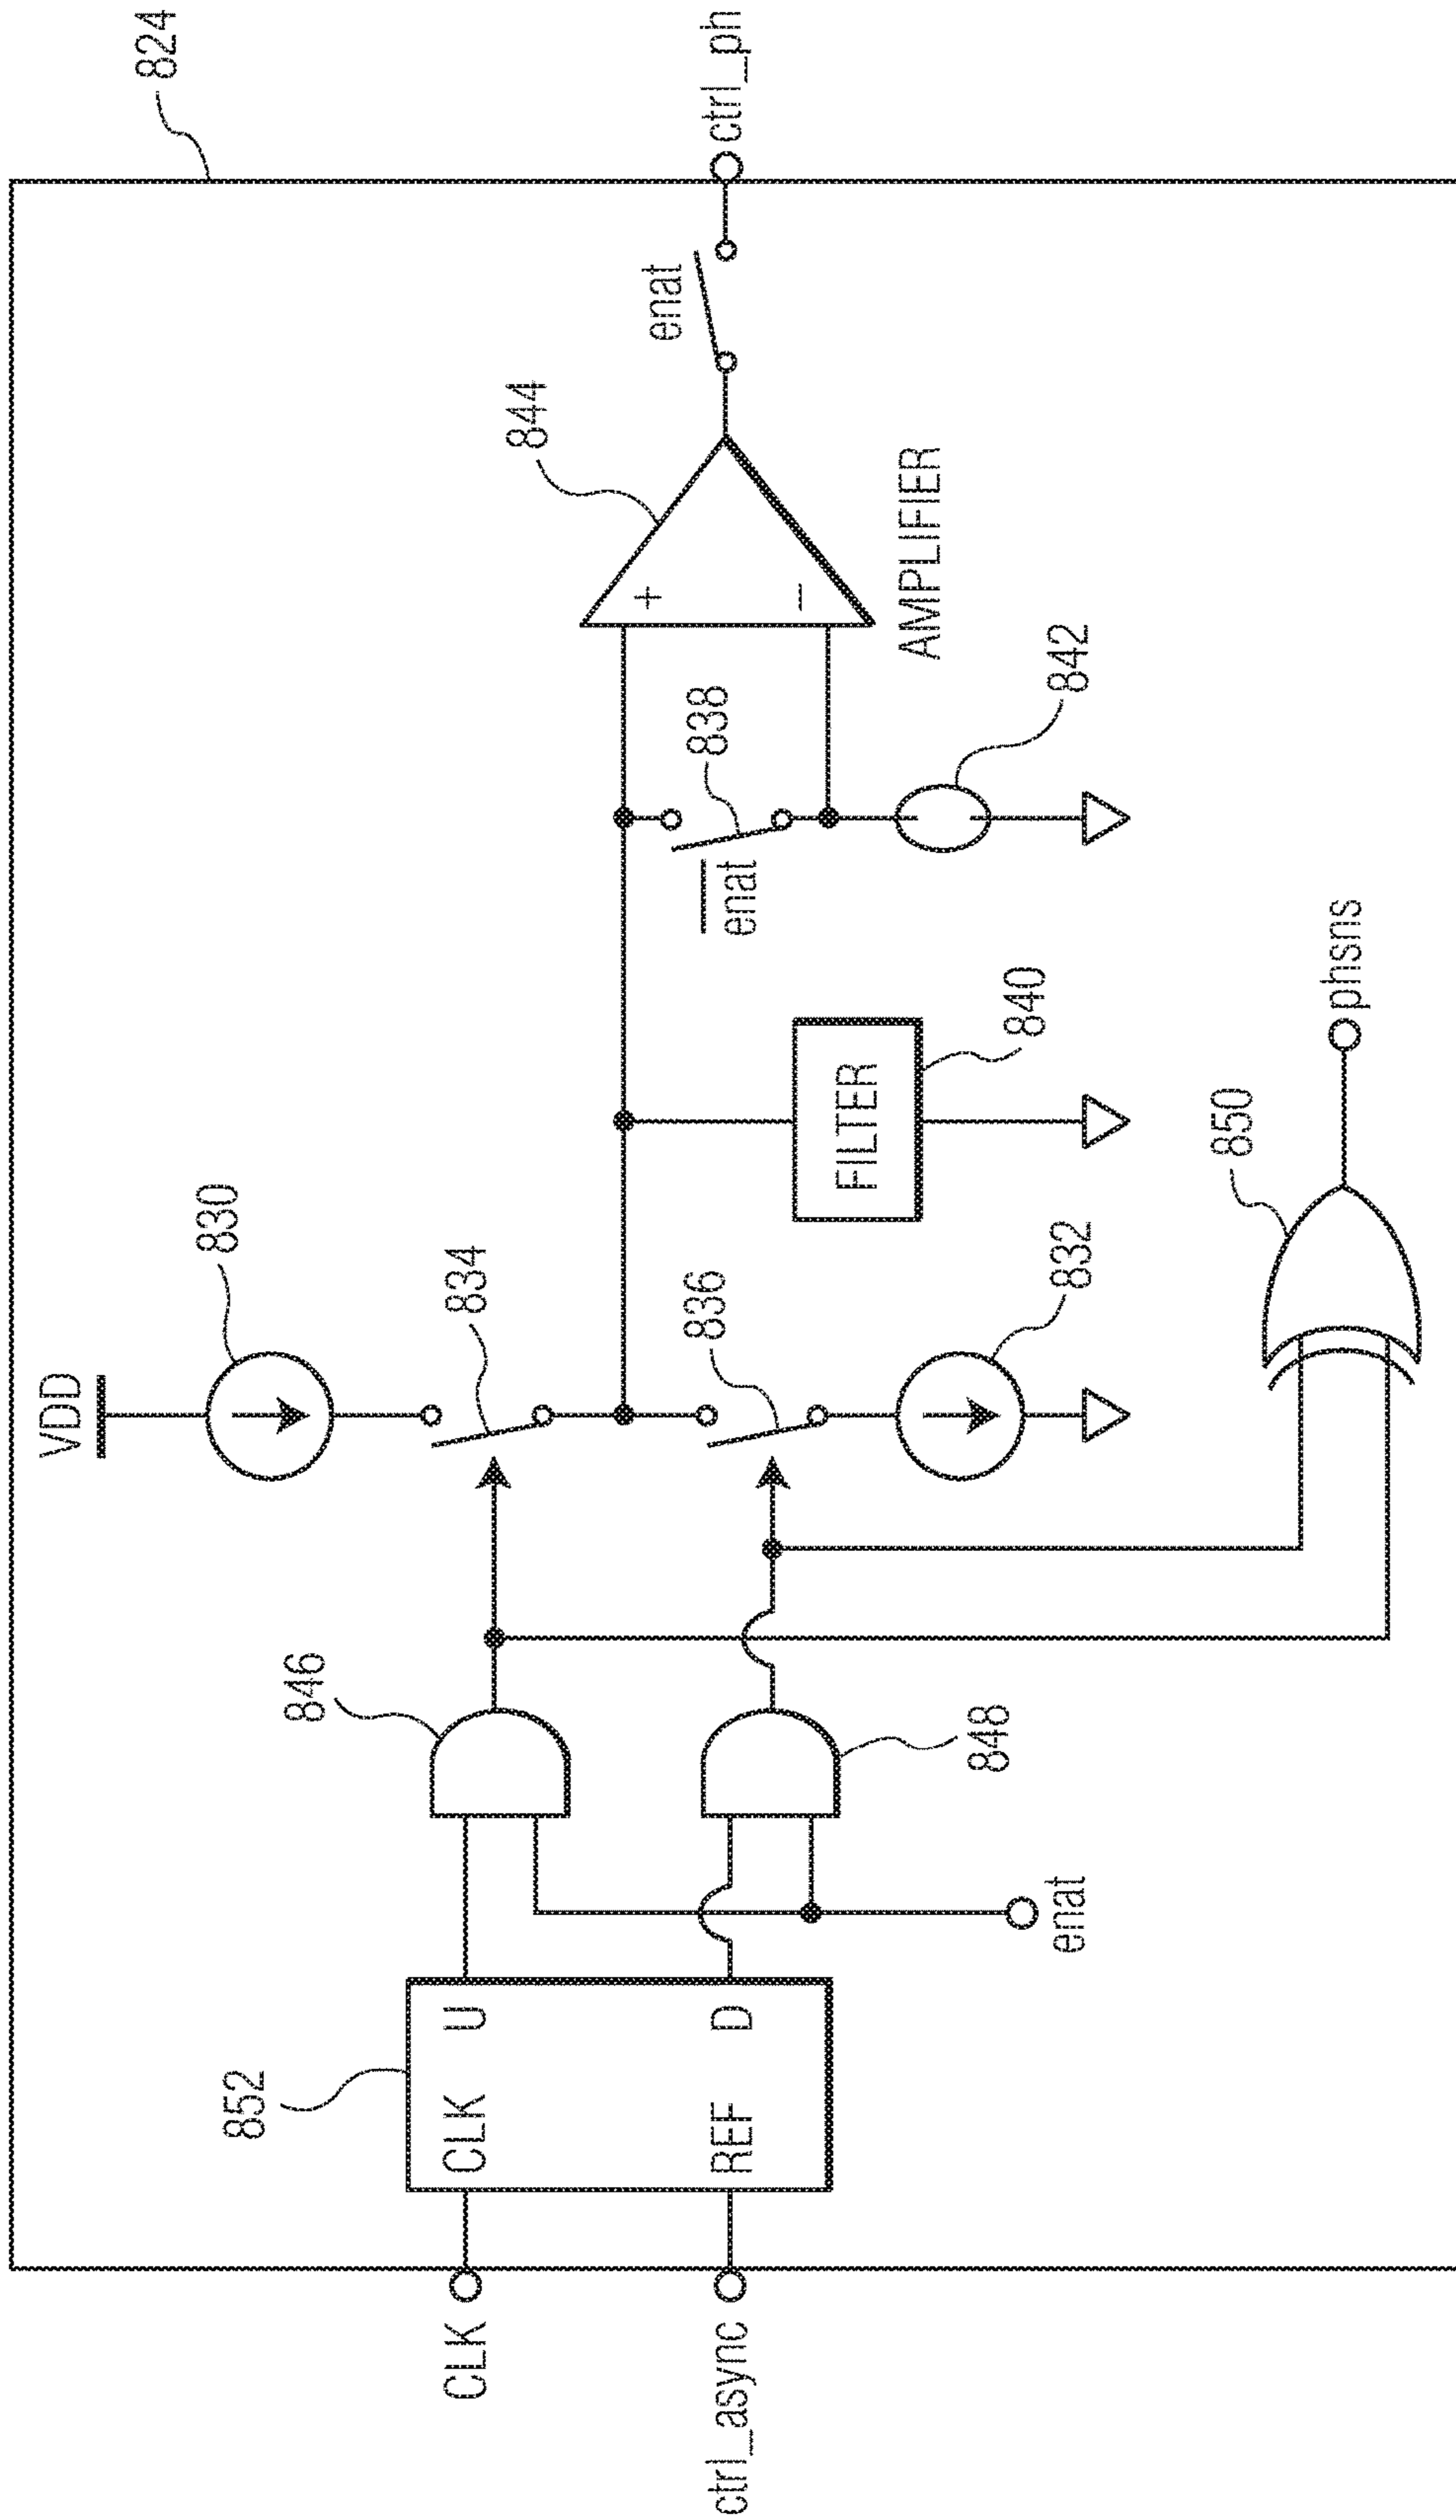 824
VDD
830
834
844
enat
ctrl_ph
846
852
CLK
CLK U
838
enat
836
+
−
ctrl_async
REF D
848
FILTER
840
832
842
AMPLIFIER
enat
850
phsns